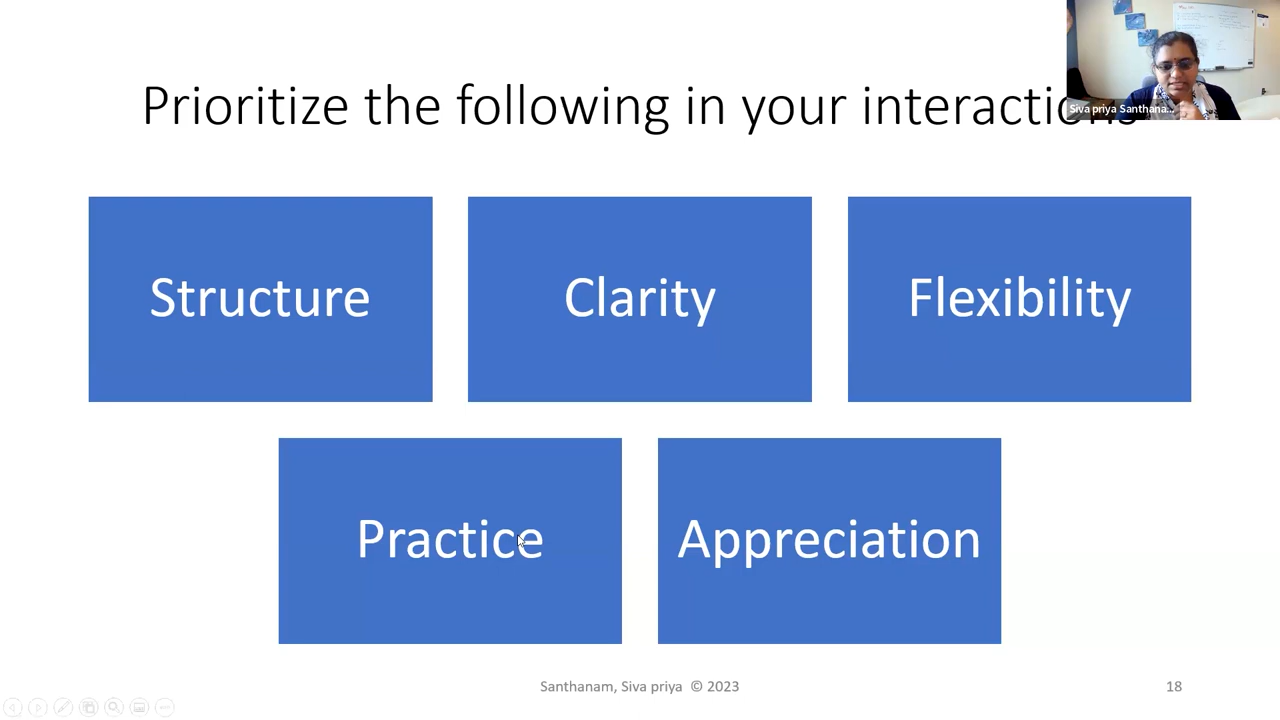 Prioritize the following in your interactions
Siva priya Santhana...
Structure
Clarity
Flexibility
Practice
Appreciation
Santhanam, Siva priya © 2023
18